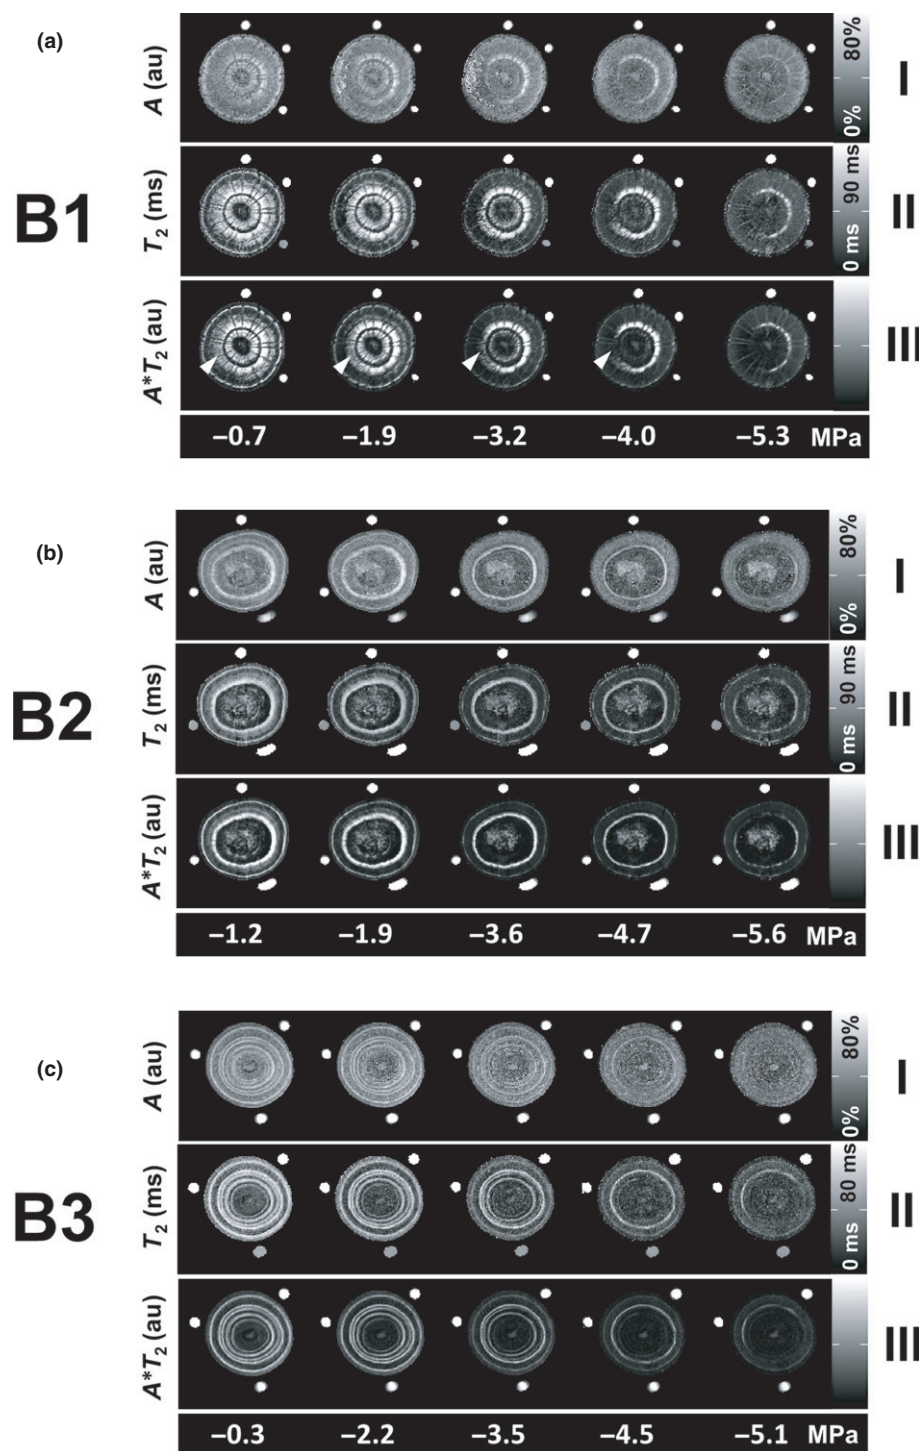 (a)
B1
A (au)
0% 80%
I
T₂ (ms)
0 ms 90 ms
II
A*T₂ (au)
III
–0.7 –1.9 –3.2 –4.0 –5.3 MPa
(b)
B2
A (au)
0% 80%
I
T₂ (ms)
0 ms 90 ms
II
A*T₂ (au)
III
–1.2 –1.9 –3.6 –4.7 –5.6 MPa
(c)
B3
A (au)
0% 80%
I
T₂ (ms)
0 ms 80 ms
II
A*T₂ (au)
III
–0.3 –2.2 –3.5 –4.5 –5.1 MPa